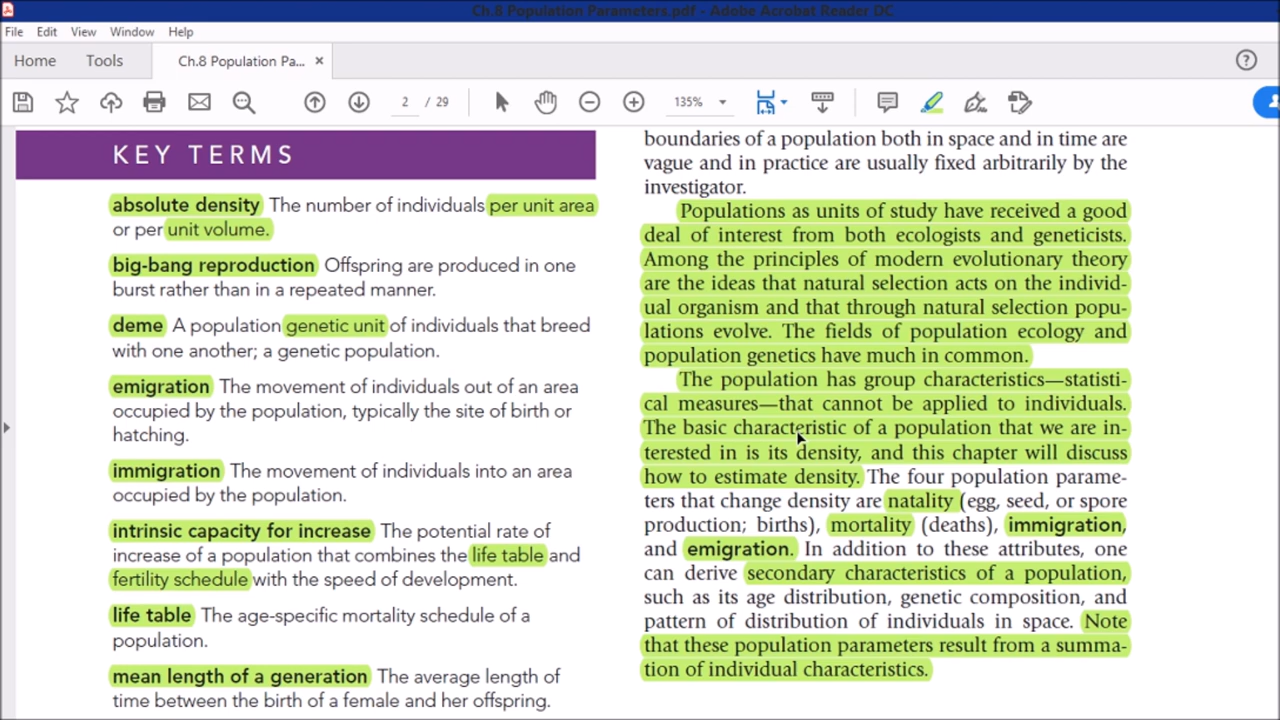 Ch.8 Population Parameters.pdf - Adobe Acrobat Reader DC
File Edit View Window Help
Home Tools Ch.8 Population Pa... ×
2 / 29 135%
KEY TERMS
absolute density The number of individuals per unit area
or per unit volume.
big-bang reproduction Offspring are produced in one
burst rather than in a repeated manner.
deme A population genetic unit of individuals that breed
with one another; a genetic population.
emigration The movement of individuals out of an area
occupied by the population, typically the site of birth or
hatching.
immigration The movement of individuals into an area
occupied by the population.
intrinsic capacity for increase The potential rate of
increase of a population that combines the life table and
fertility schedule with the speed of development.
life table The age-specific mortality schedule of a
population.
mean length of a generation The average length of
time between the birth of a female and her offspring.
boundaries of a population both in space and in time are
vague and in practice are usually fixed arbitrarily by the
investigator.
Populations as units of study have received a good
deal of interest from both ecologists and geneticists.
Among the principles of modern evolutionary theory
are the ideas that natural selection acts on the individ-
ual organism and that through natural selection popu-
lations evolve. The fields of population ecology and
population genetics have much in common.
The population has group characteristics—statisti-
cal measures—that cannot be applied to individuals.
The basic characteristic of a population that we are in-
terested in is its density, and this chapter will discuss
how to estimate density. The four population parame-
ters that change density are natality (egg, seed, or spore
production; births), mortality (deaths), immigration,
and emigration. In addition to these attributes, one
can derive secondary characteristics of a population,
such as its age distribution, genetic composition, and
pattern of distribution of individuals in space. Note
that these population parameters result from a summa-
tion of individual characteristics.